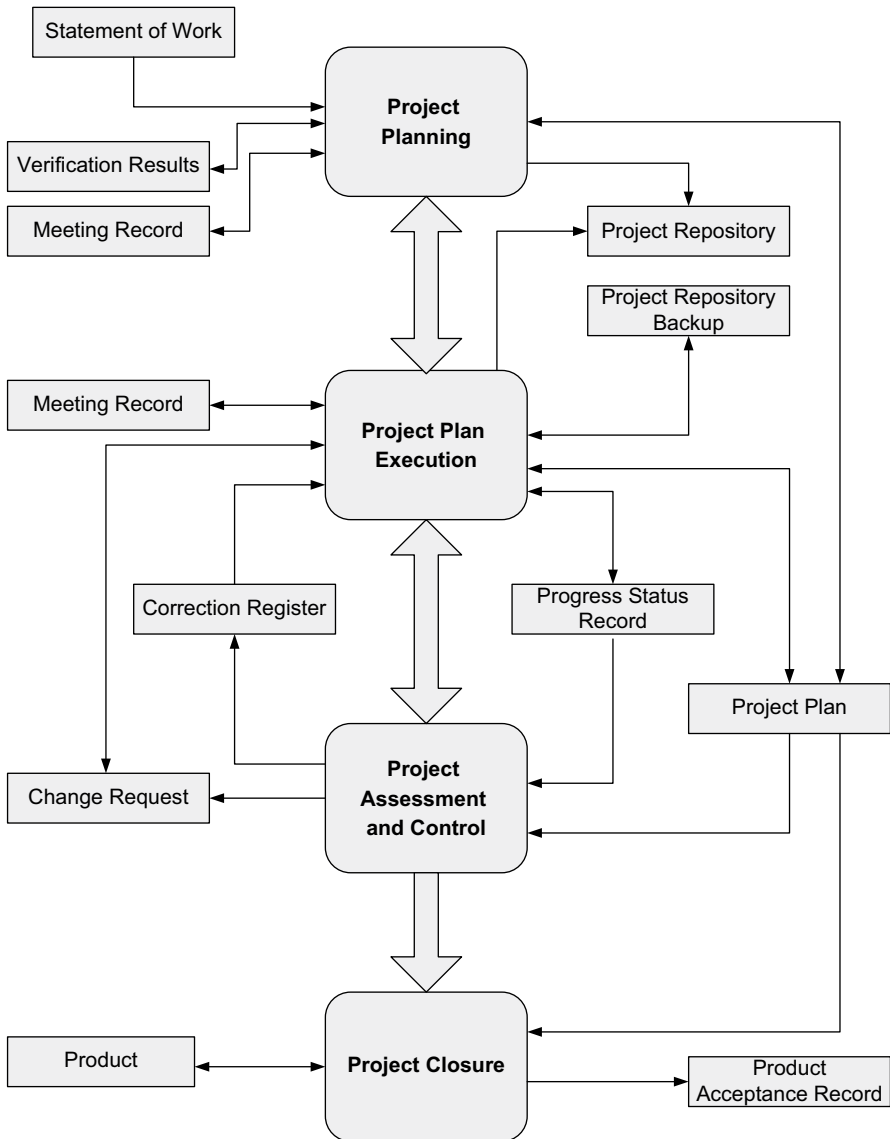 Statement of Work
Project
Planning
Verification Results
Meeting Record
Project Repository
Project Repository
Backup
Meeting Record
Project Plan
Execution
Correction Register
Progress Status
Record
Project Plan
Project
Assessment
and Control
Change Request
Product
Project Closure
Product
Acceptance Record